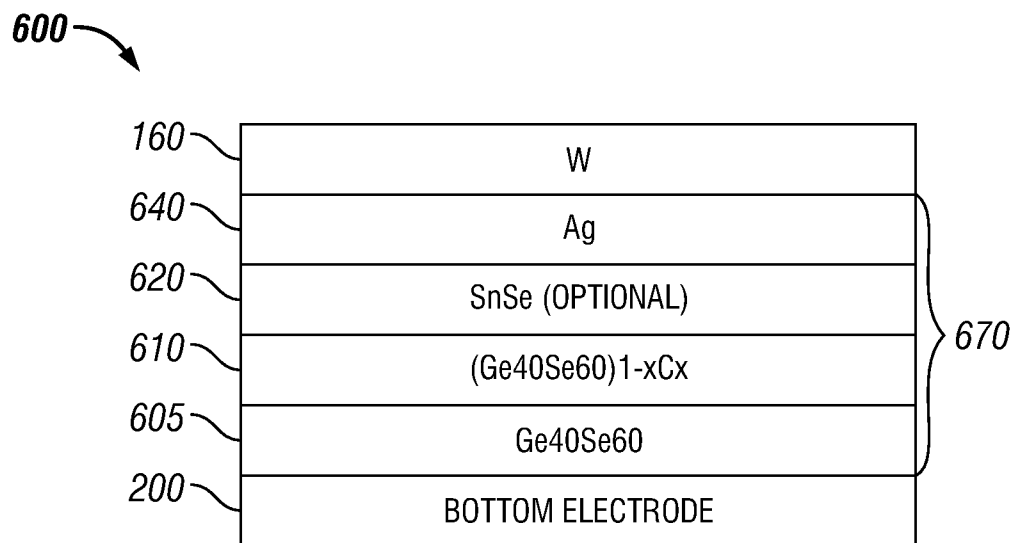 600
160
W
640
Ag
620
SnSe (OPTIONAL)
670
610
(Ge40Se60)1-xCx
605
Ge40Se60
200
BOTTOM ELECTRODE